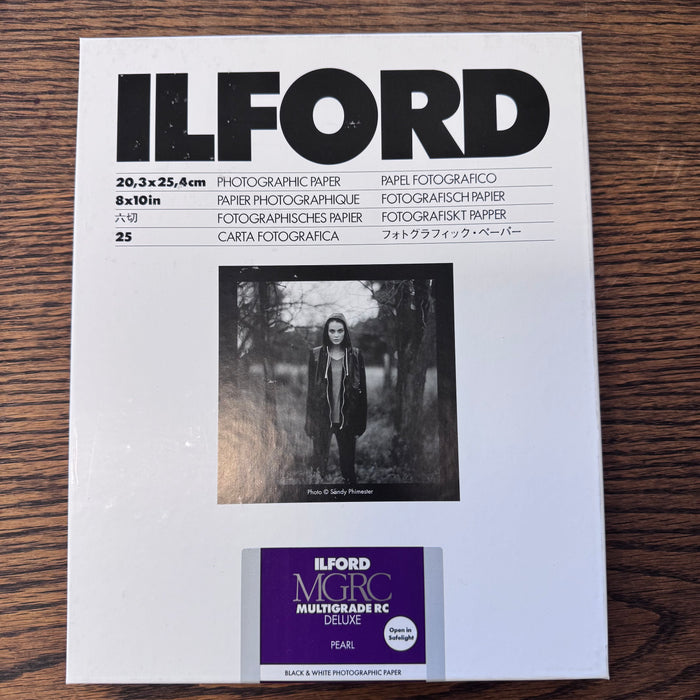 ILFORD
20,3x25,4cm PHOTOGRAPHIC PAPER PAPEL FOTOGRAFICO
8x10in PAPIER PHOTOGRAPHIQUE FOTOGRAFISCH PAPIER
六切 FOTOGRAPHISCHES PAPIER FOTOGRAFISKT PAPPER
25 CARTA FOTOGRAFICA フォトグラフィック・ペーパー
Photo © Sandy Phimester
ILFORD
MGRC
MULTIGRADE RC
DELUXE
PEARL
Open in
Safelight
BLACK & WHITE PHOTOGRAPHIC PAPER